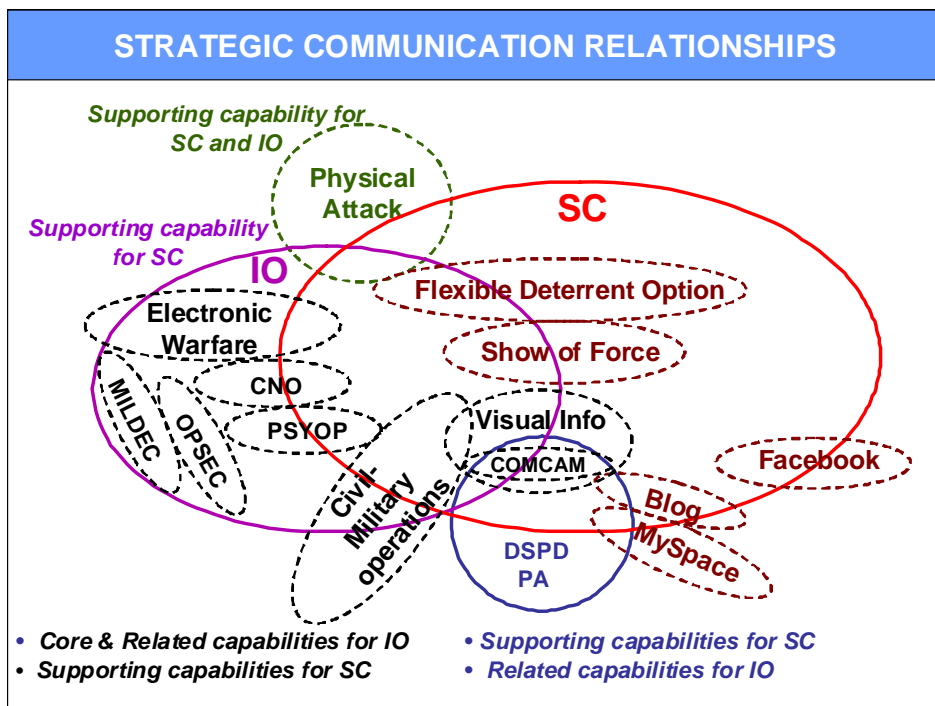 STRATEGIC COMMUNICATION RELATIONSHIPS
Supporting capability for
SC and IO
Physical
Attack
SC
Supporting capability
for SC
IO
Flexible Deterrent Option
Electronic
Warfare
Show of Force
CNO
MILDEC
OPSEC
PSYOP
Visual Info
COMCAM
Civil-
Military
operations
Facebook
Blog
MySpace
DSPD
PA
• Core & Related capabilities for IO
• Supporting capabilities for SC
• Supporting capabilities for SC
• Related capabilities for IO